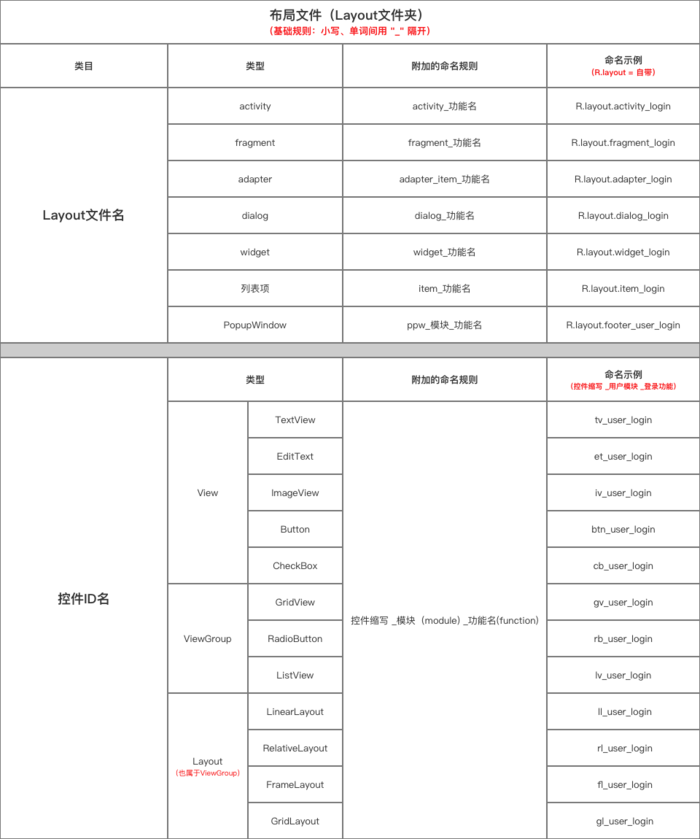 布局文件（Layout文件夹）
（基础规则：小写、单词间用 "_" 隔开）
类目
类型
附加的命名规则
命名示例
（R.layout = 自带）
Layout文件名
activity
activity_功能名
R.layout.activity_login
fragment
fragment_功能名
R.layout.fragment_login
adapter
adapter_item_功能名
R.layout.adapter_login
dialog
dialog_功能名
R.layout.dialog_login
widget
widget_功能名
R.layout.widget_login
列表项
item_功能名
R.layout.item_login
PopupWindow
ppw_模块_功能名
R.layout.footer_user_login
类型
附加的命名规则
命名示例
（控件缩写 _用户模块 _登录功能）
控件ID名
View
TextView
tv_user_login
EditText
et_user_login
ImageView
iv_user_login
Button
btn_user_login
CheckBox
cb_user_login
ViewGroup
GridView
控件缩写 _模块（module) _功能名(function)
gv_user_login
RadioButton
rb_user_login
ListView
lv_user_login
Layout
（也属于ViewGroup）
LinearLayout
ll_user_login
RelativeLayout
rl_user_login
FrameLayout
fl_user_login
GridLayout
gl_user_login